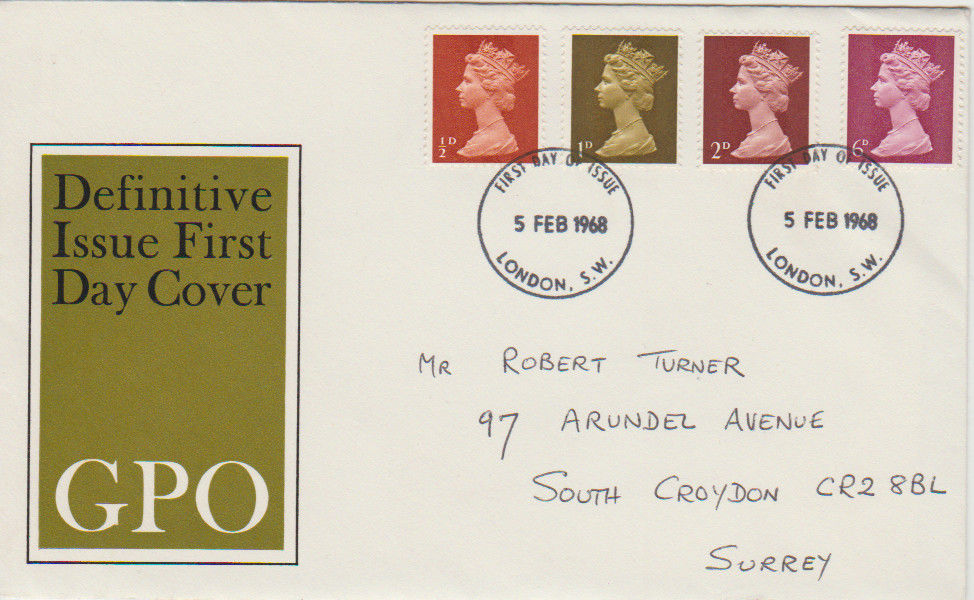 ½D
1D
2D
6D
FIRST DAY OF ISSUE
5 FEB 1968
LONDON, S.W.
FIRST DAY OF ISSUE
5 FEB 1968
LONDON, S.W.
Definitive
Issue First
Day Cover
GPO
MR ROBERT TURNER
97 ARUNDEL AVENUE
SOUTH CROYDON CR2 8BL
SURREY